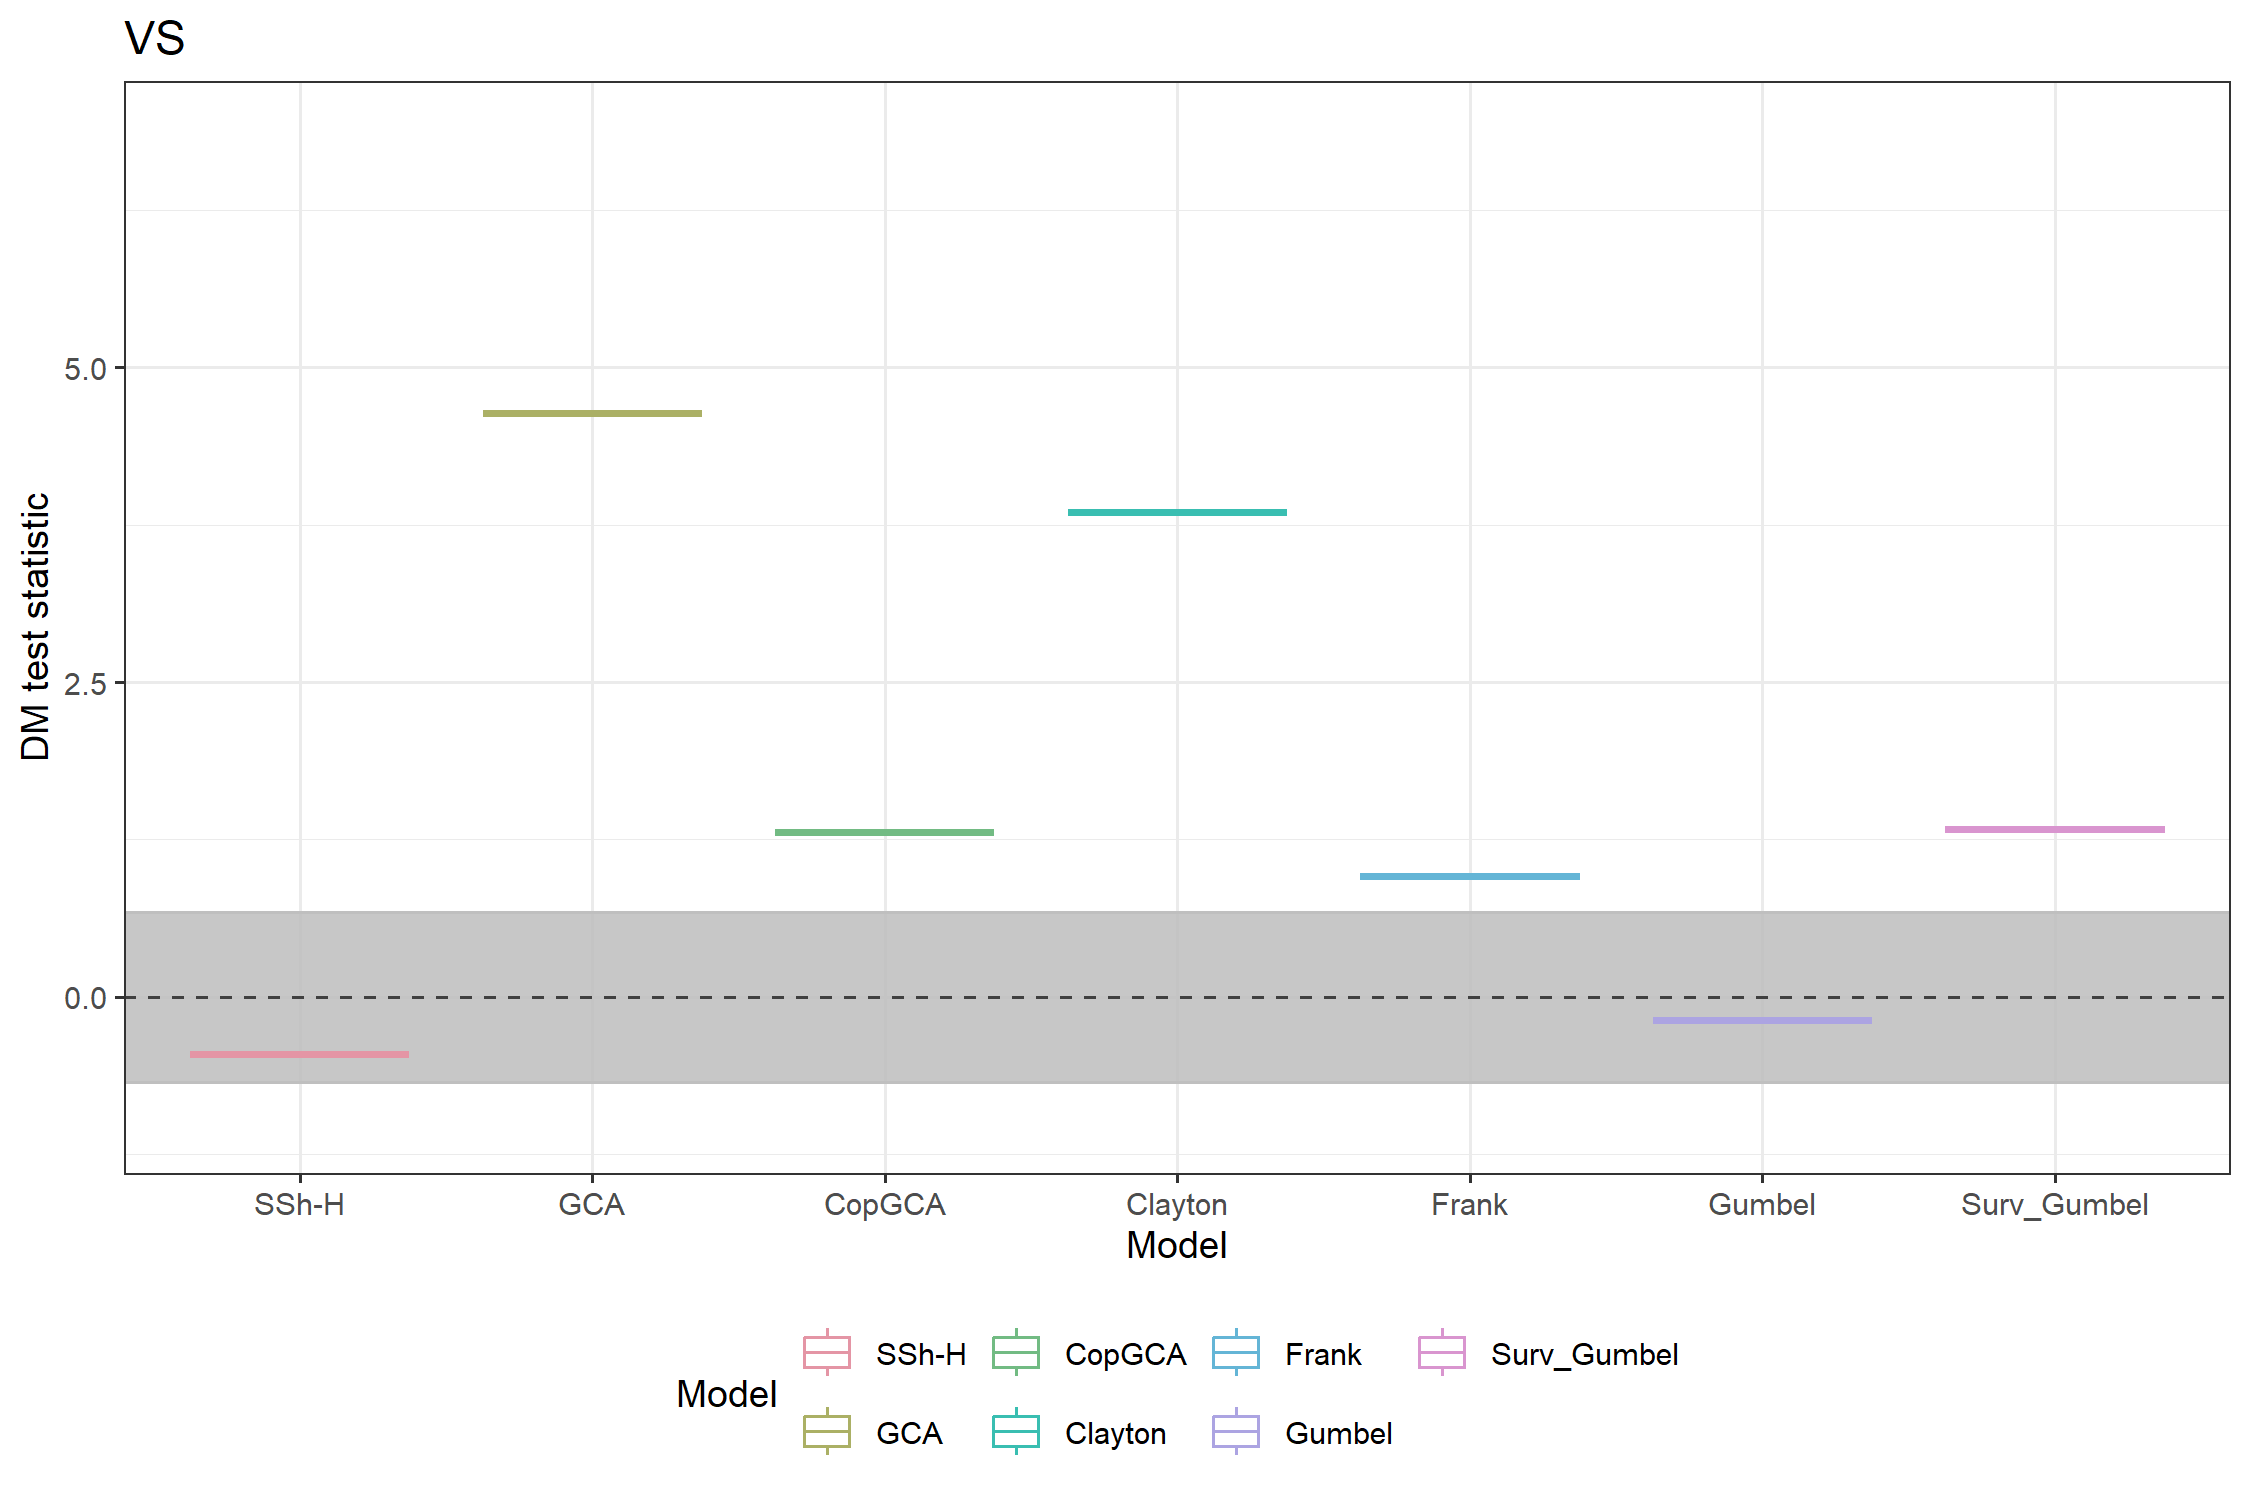 VS
DM test statistic
5.0
2.5
0.0
SSh-H GCA CopGCA Clayton Frank Gumbel Surv_Gumbel
Model
Model
SSh-H CopGCA Frank Surv_Gumbel
GCA Clayton Gumbel